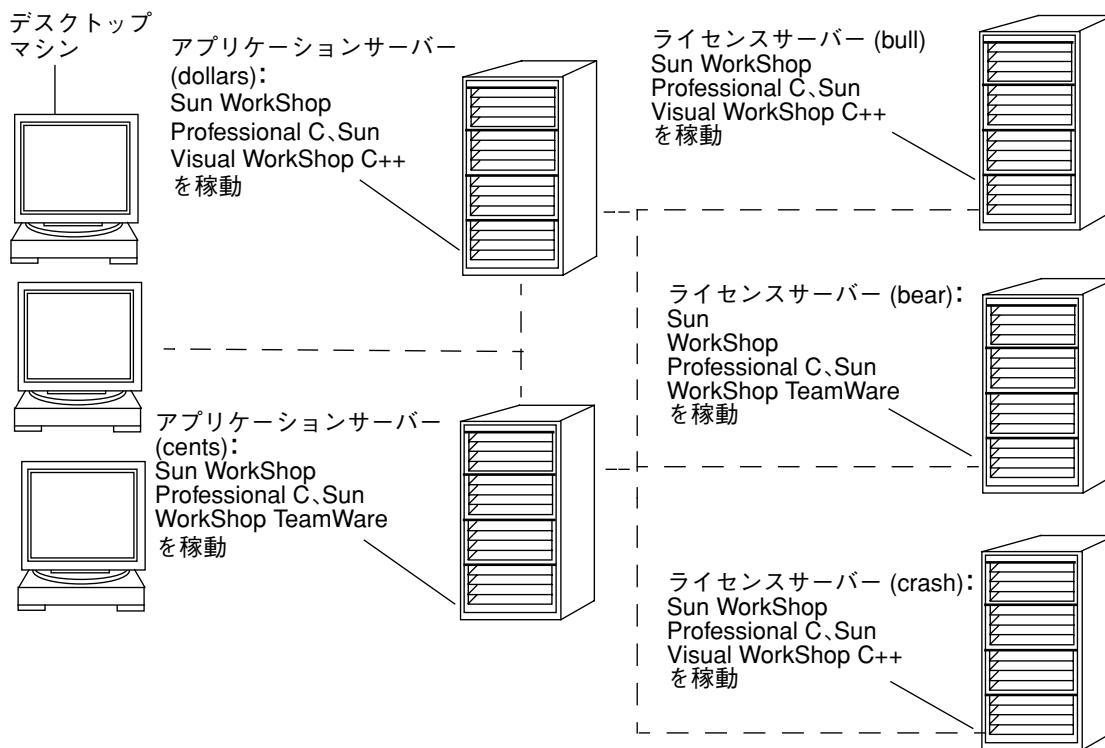 デスクトップ
マシン
アプリケーションサーバー
(dollars):
Sun WorkShop
Professional C、Sun
Visual WorkShop C++
を稼動
ライセンスサーバー (bull)
Sun WorkShop
Professional C、Sun
Visual WorkShop C++
を稼動
ライセンスサーバー (bear):
Sun
WorkShop
Professional C、Sun
WorkShop TeamWare
を稼動
アプリケーションサーバー
(cents):
Sun WorkShop
Professional C、Sun
WorkShop TeamWare
を稼動
ライセンスサーバー (crash):
Sun WorkShop
Professional C、Sun
Visual WorkShop C++
を稼動